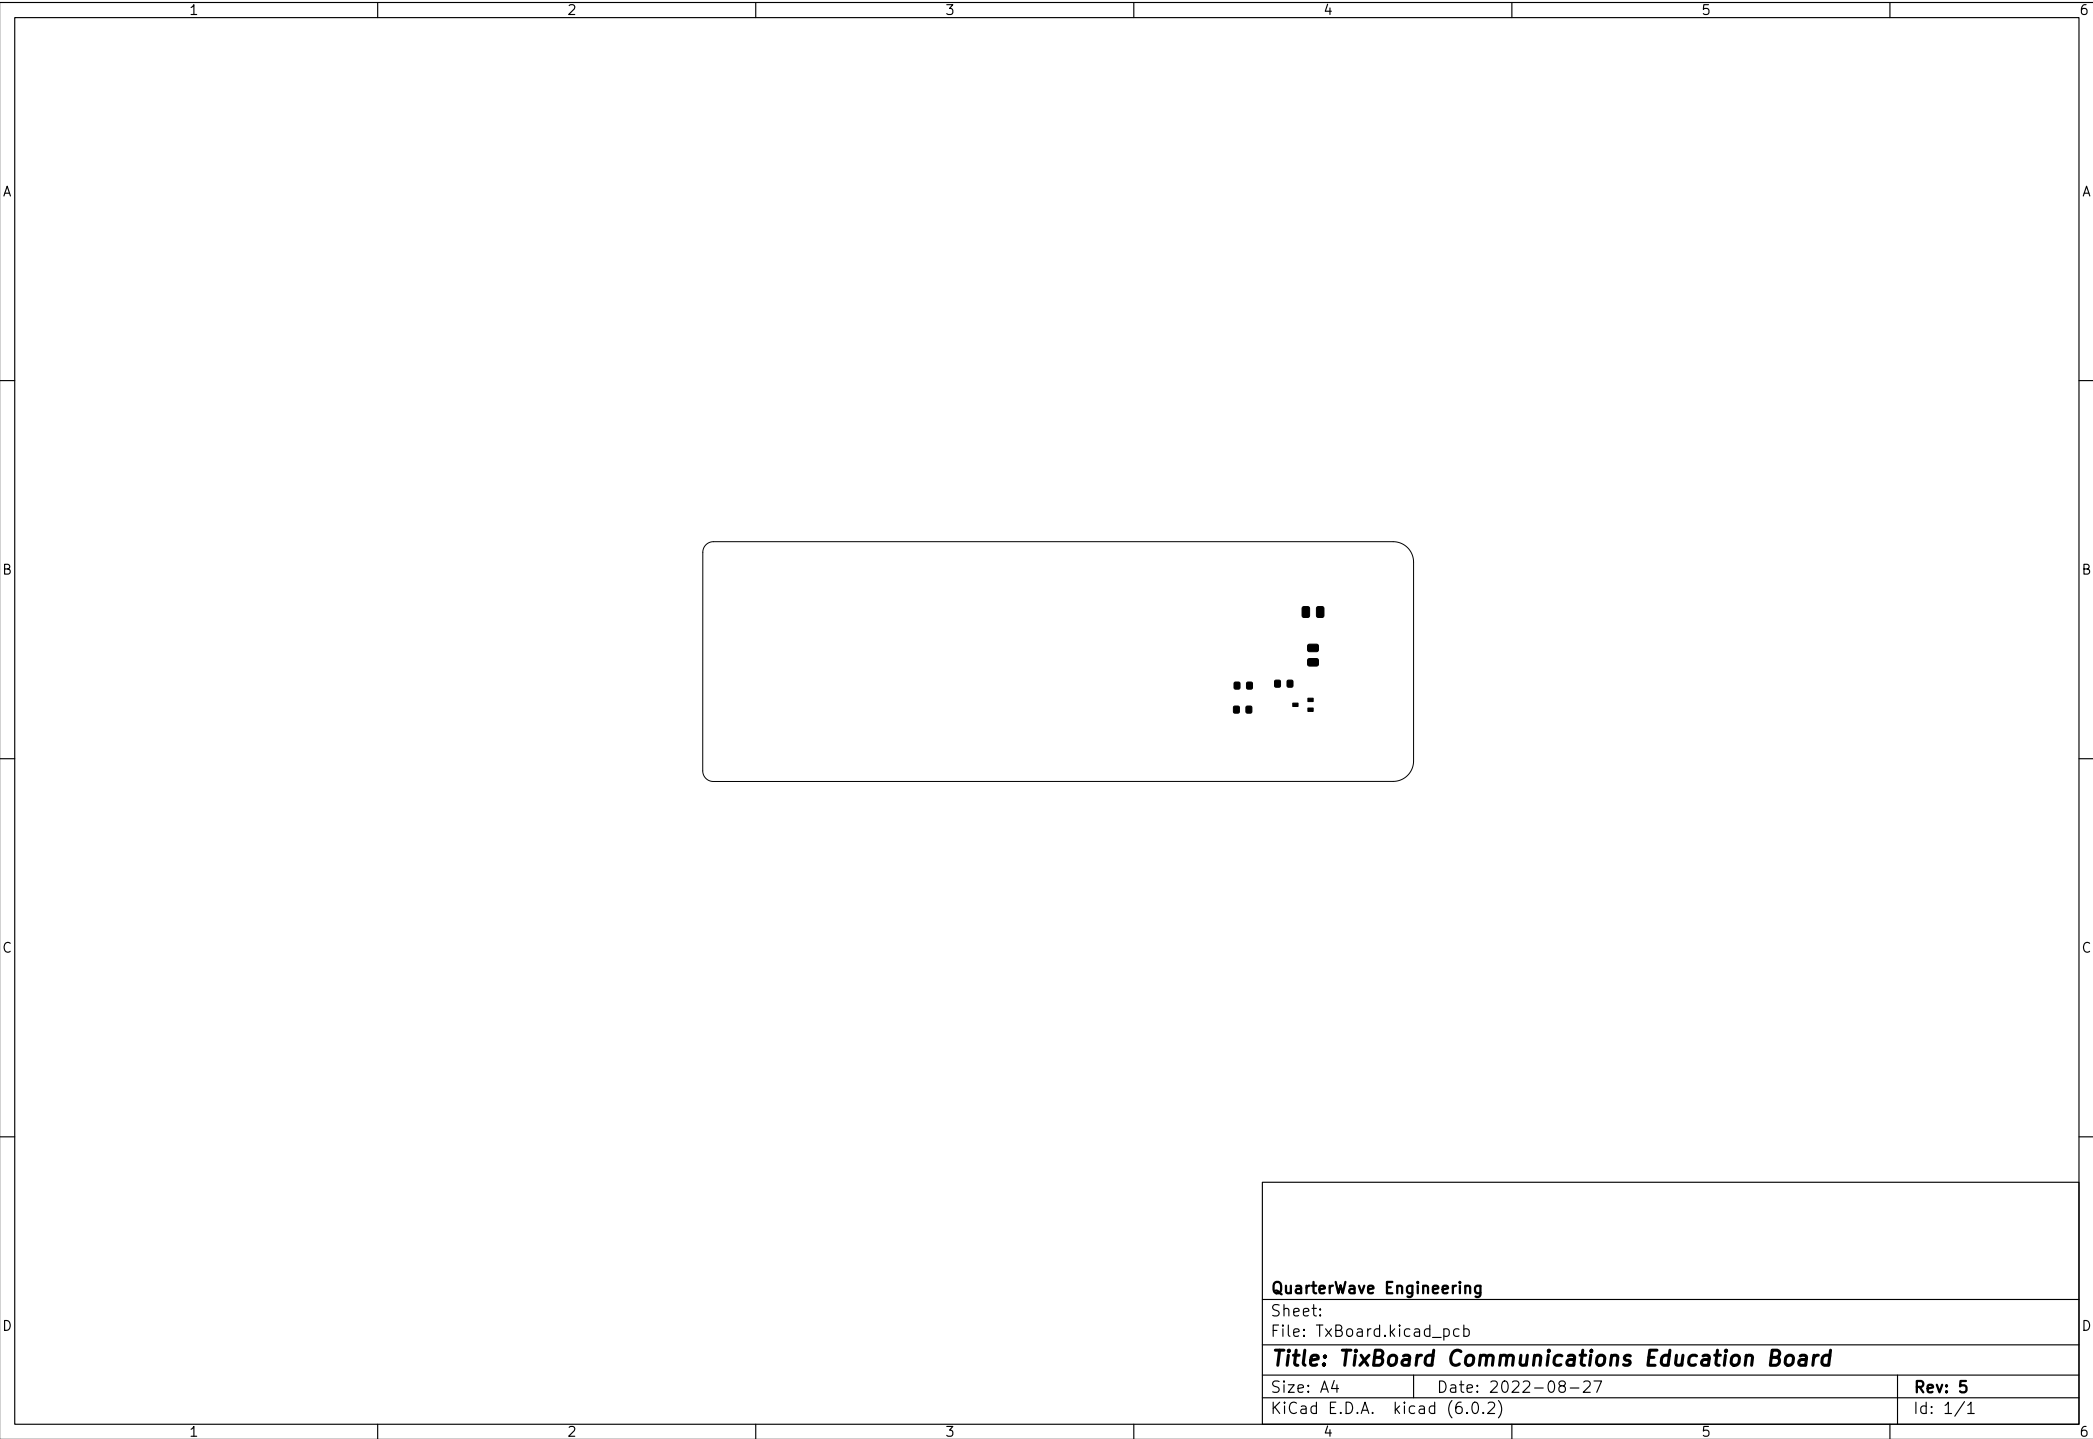 1 2 3 4 5 6
A A
B B
C C
QuarterWave Engineering
Sheet:
File: TxBoard.kicad_pcb
D D
Title: TixBoard Communications Education Board
Size: A4 Date: 2022-08-27 Rev: 5
KiCad E.D.A. kicad (6.0.2) Id: 1/1
1 2 3 4 5 6